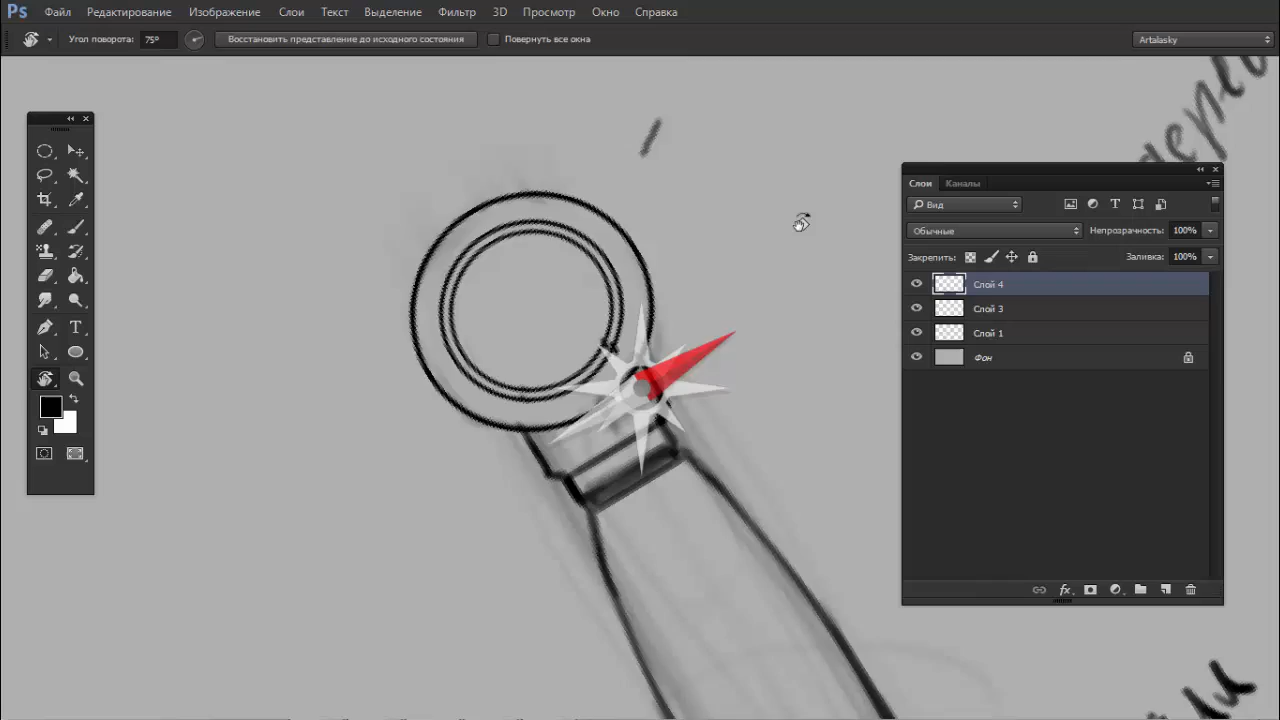 Ps Файл Редактирование Изображение Слои Текст Выделение Фильтр 3D Просмотр Окно Справка
Угол поворота: 75° Восстановить представление до исходного состояния Повернуть все окна Artalasky
Слои Каналы
Вид
Обычные Непрозрачность: 100%
Закрепить: Заливка: 100%
Слой 4
Слой 3
Слой 1
Фон